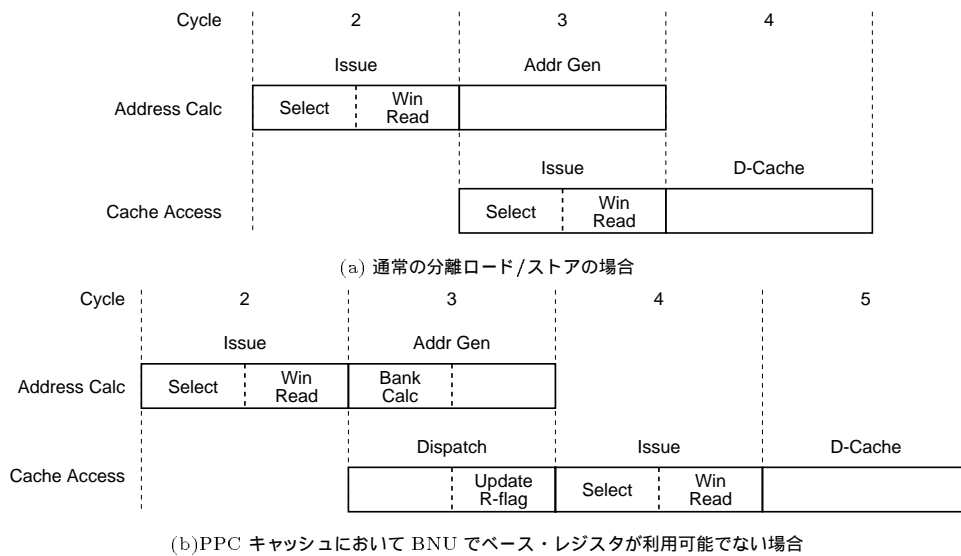 Cycle 2 3 4
Issue Addr Gen
Address Calc Select Win Read
Issue D-Cache
Cache Access Select Win Read
(a) 通常の分離ロード/ストアの場合
Cycle 2 3 4 5
Issue Addr Gen
Address Calc Select Win Read Bank Calc
Dispatch Issue D-Cache
Cache Access Update R-flag Select Win Read
(b)PPC キャッシュにおいて BNU でベース・レジスタが利用可能でない場合